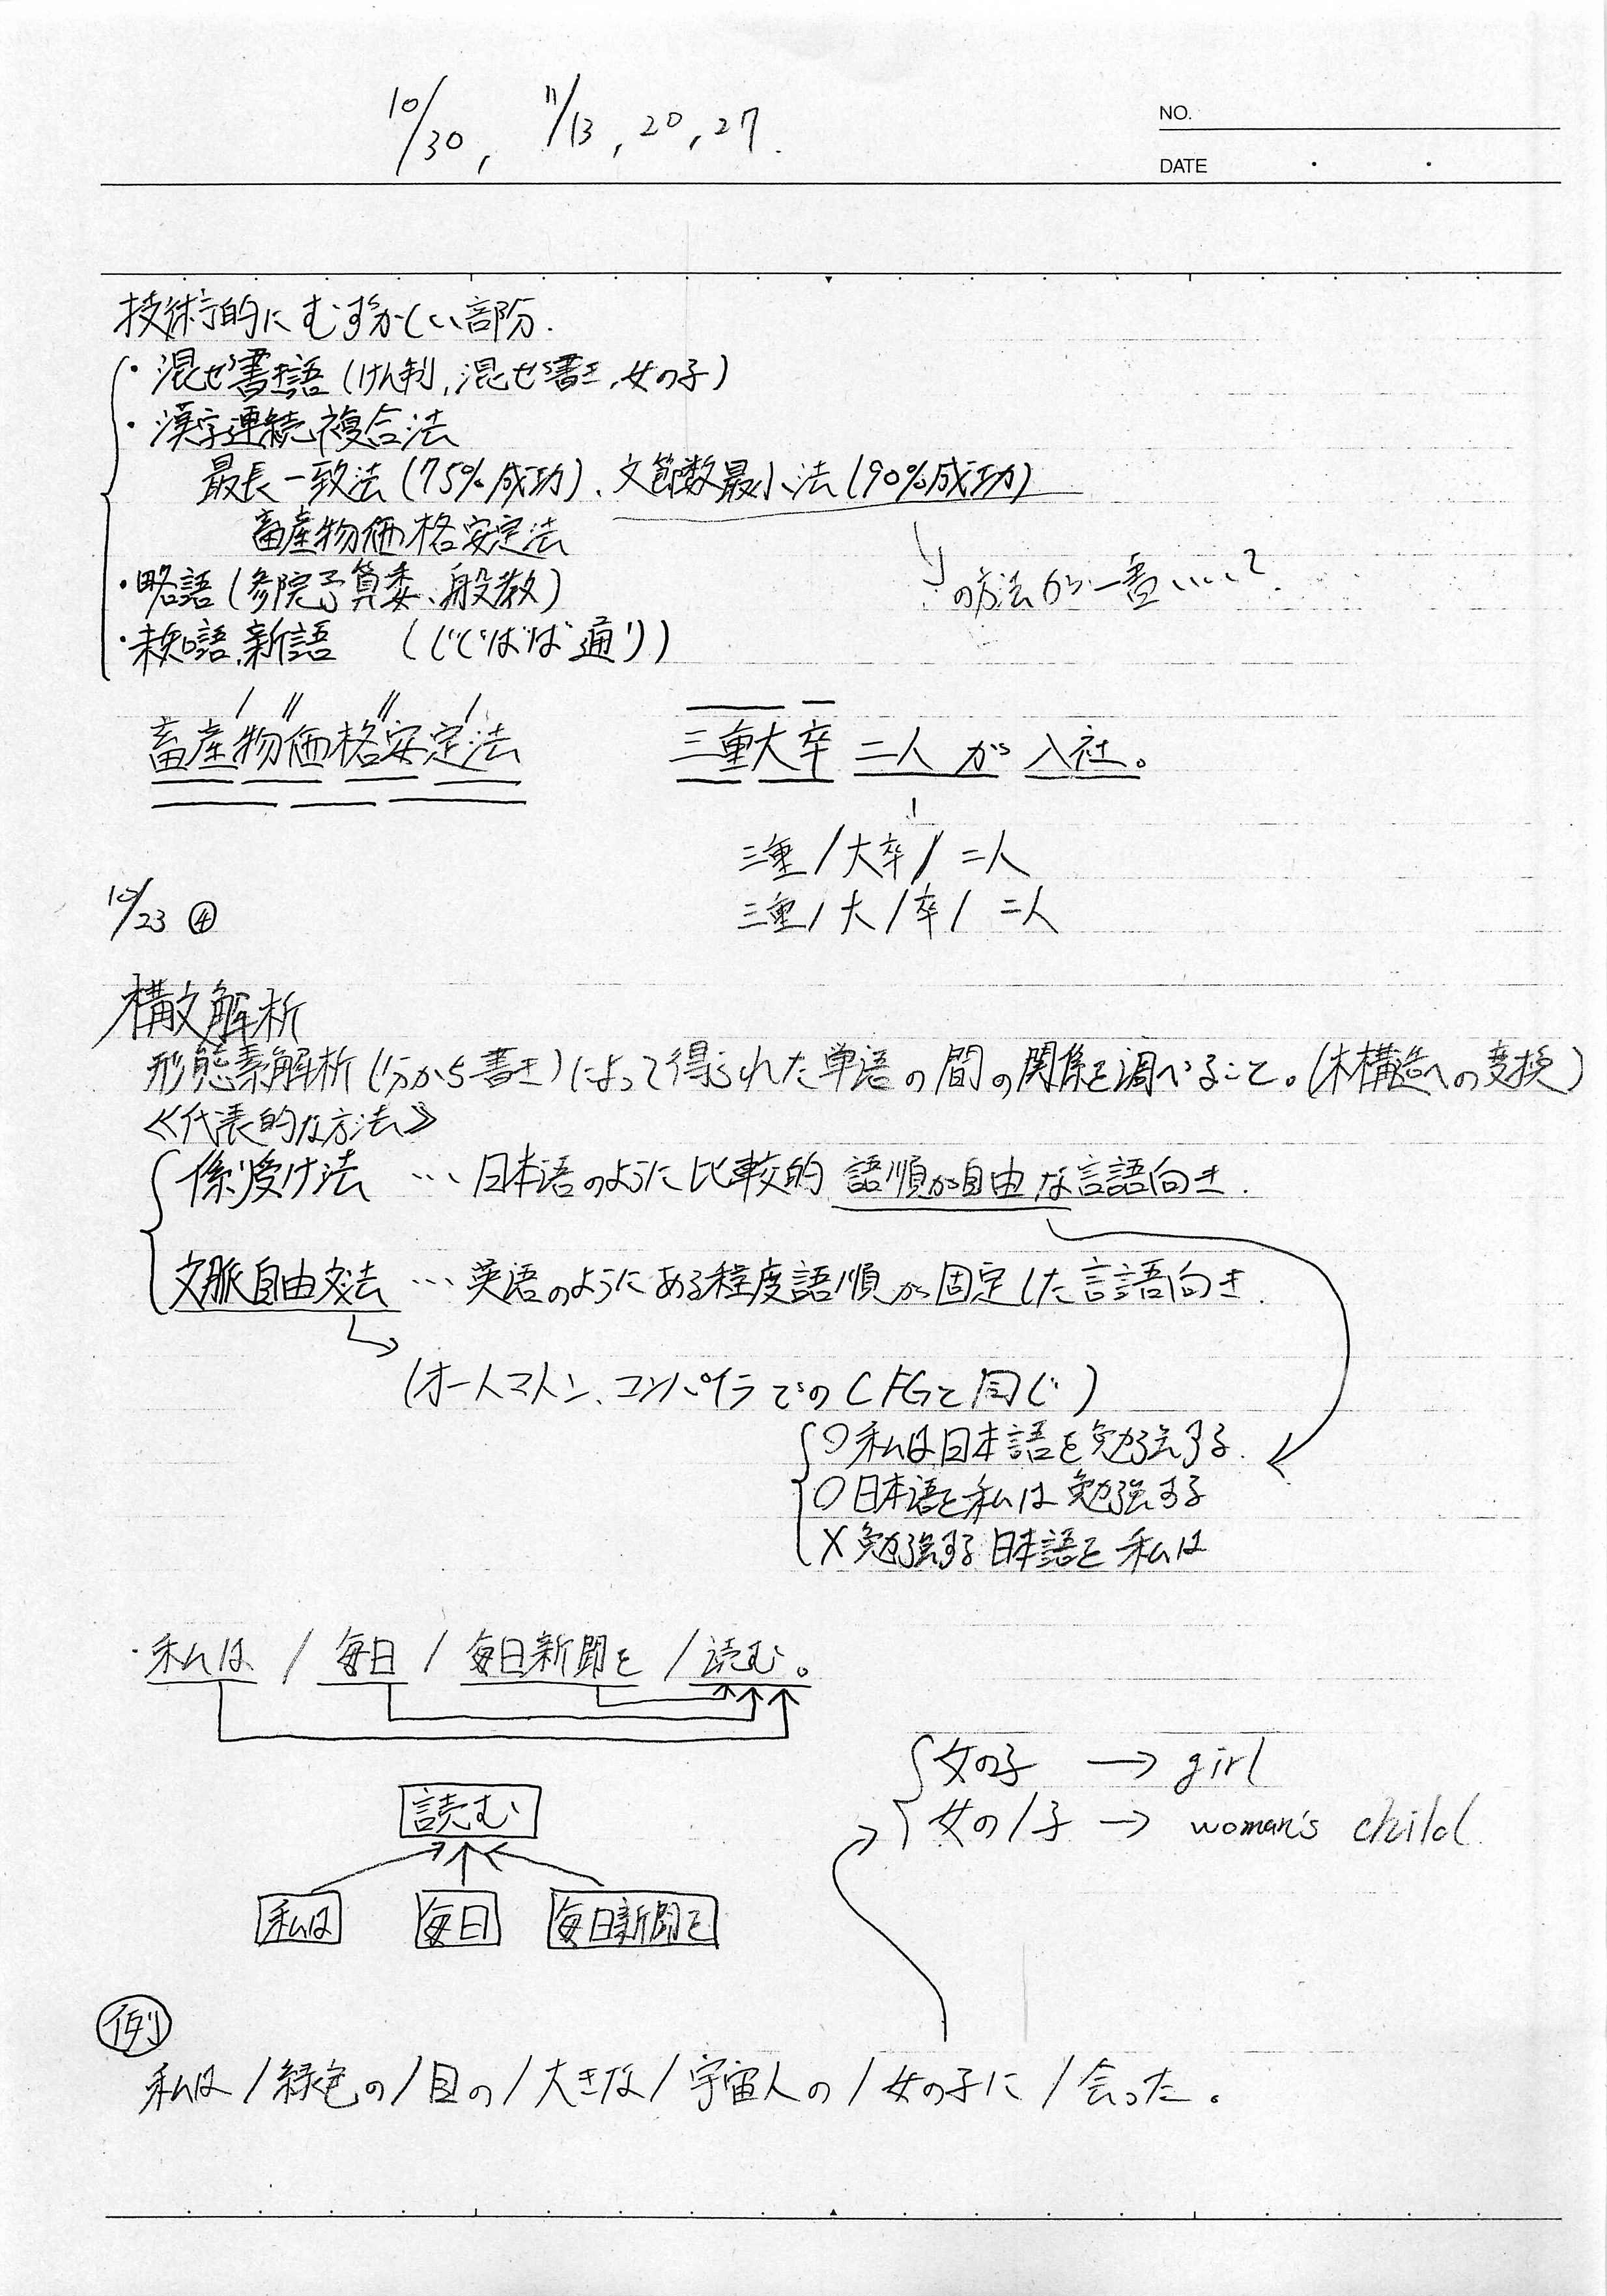 10/30, 11/13, 20, 27.
NO.
DATE
技術的にむずかしい部分.
・混ぜ書き語(けん判, 混ぜ書き, 女の子)
・漢字連続複合法
最長一致法(75%成功)、文節数最小法(90%成功)
畜産物価格安定法
の方法が一番いい?
・略語(参院予算委、般教)
・未知語、新語 (じじばば通り)
畜産物価格安定法
三重大卒二人が入社。
三重/大卒/二人
三重/大/卒/二人
10/23 ④
構文解析
形態素解析(分かち書き)によって得られた単語の間の関係を調べること。(木構造への変換)
≪代表的な方法≫
係り受け法 … 日本語のように比較的語順が自由な言語向き.
文脈自由文法 … 英語のようにある程度語順が固定した言語向き.
(オートマトン、コンパイラでのCFGと同じ)
○私は日本語を勉強する.
○日本語を私は勉強する
×勉強する日本語を私は
・私は / 毎日 / 毎日新聞を / 読む。
女の子 → girl
女の/子 → woman's child.
読む
私は 毎日 毎日新聞を
例
私は/緑色の/目の/大きな/宇宙人の/女の子に/会った。